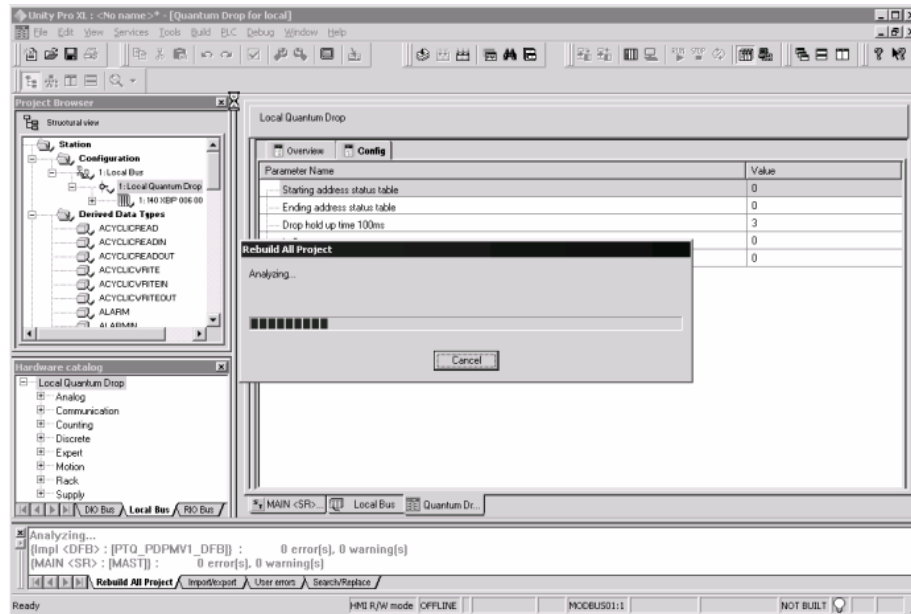 Unity Pro XL : <No name>* - [Quantum Drop for local]
File Edit View Services Tools Build PLC Debug Window Help
Project Browser
Structural view
Station
Configuration
1: Local Bus
1: Local Quantum Drop
1: 140 XBP 006 00
Derived Data Types
ACYCLICREAD
ACYCLICREADIN
ACYCLICREADOUT
ACYCLICWRITE
ACYCLICWRITEIN
ACYCLICWRITEOUT
ALARM
ALARMIN
Hardware catalog
Local Quantum Drop
Analog
Communication
Counting
Discrete
Expert
Motion
Rack
Supply
DIO Bus Local Bus RIO Bus
Local Quantum Drop
Overview Config
Parameter Name Value
Starting address status table 0
Ending address status table 0
Drop hold up time 100ms 3
0
0
Rebuild All Project
Analyzing...
Cancel
MAIN <SR>... Local Bus Quantum Dr...
Analyzing...
{Impl <DFB> : [PTQ_PDPMV1_DFB]} : 0 error(s), 0 warning(s)
{MAIN <SR> : [MAST]} : 0 error(s), 0 warning(s)
Rebuild All Project Import/export User errors Search/Replace
Ready HMI R/W mode OFFLINE MODBUS01:1 NOT BUILT